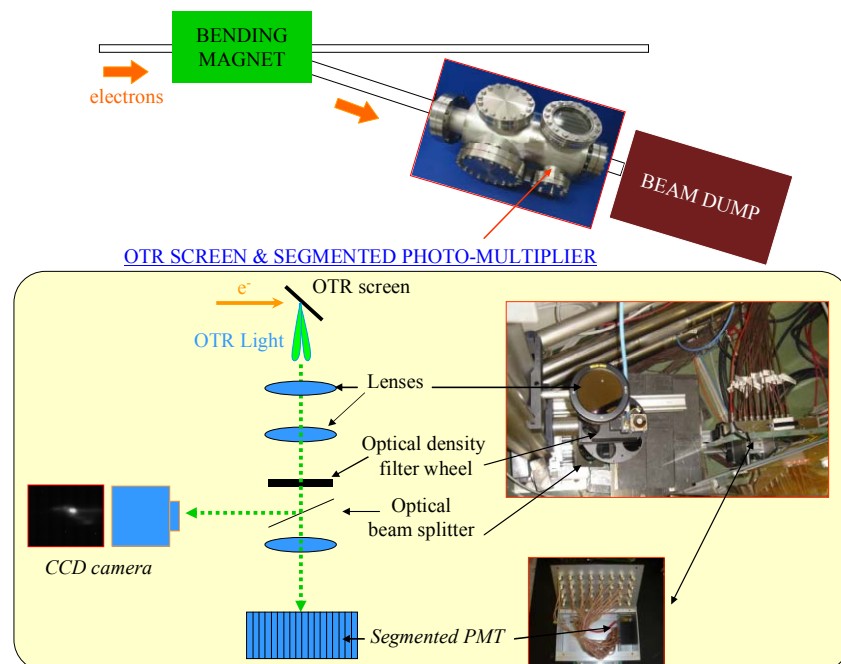 BENDING
MAGNET
electrons
BEAM DUMP
OTR SCREEN & SEGMENTED PHOTO-MULTIPLIER
e-
OTR screen
OTR Light
Lenses
Optical density
filter wheel
Optical
beam splitter
CCD camera
Segmented PMT